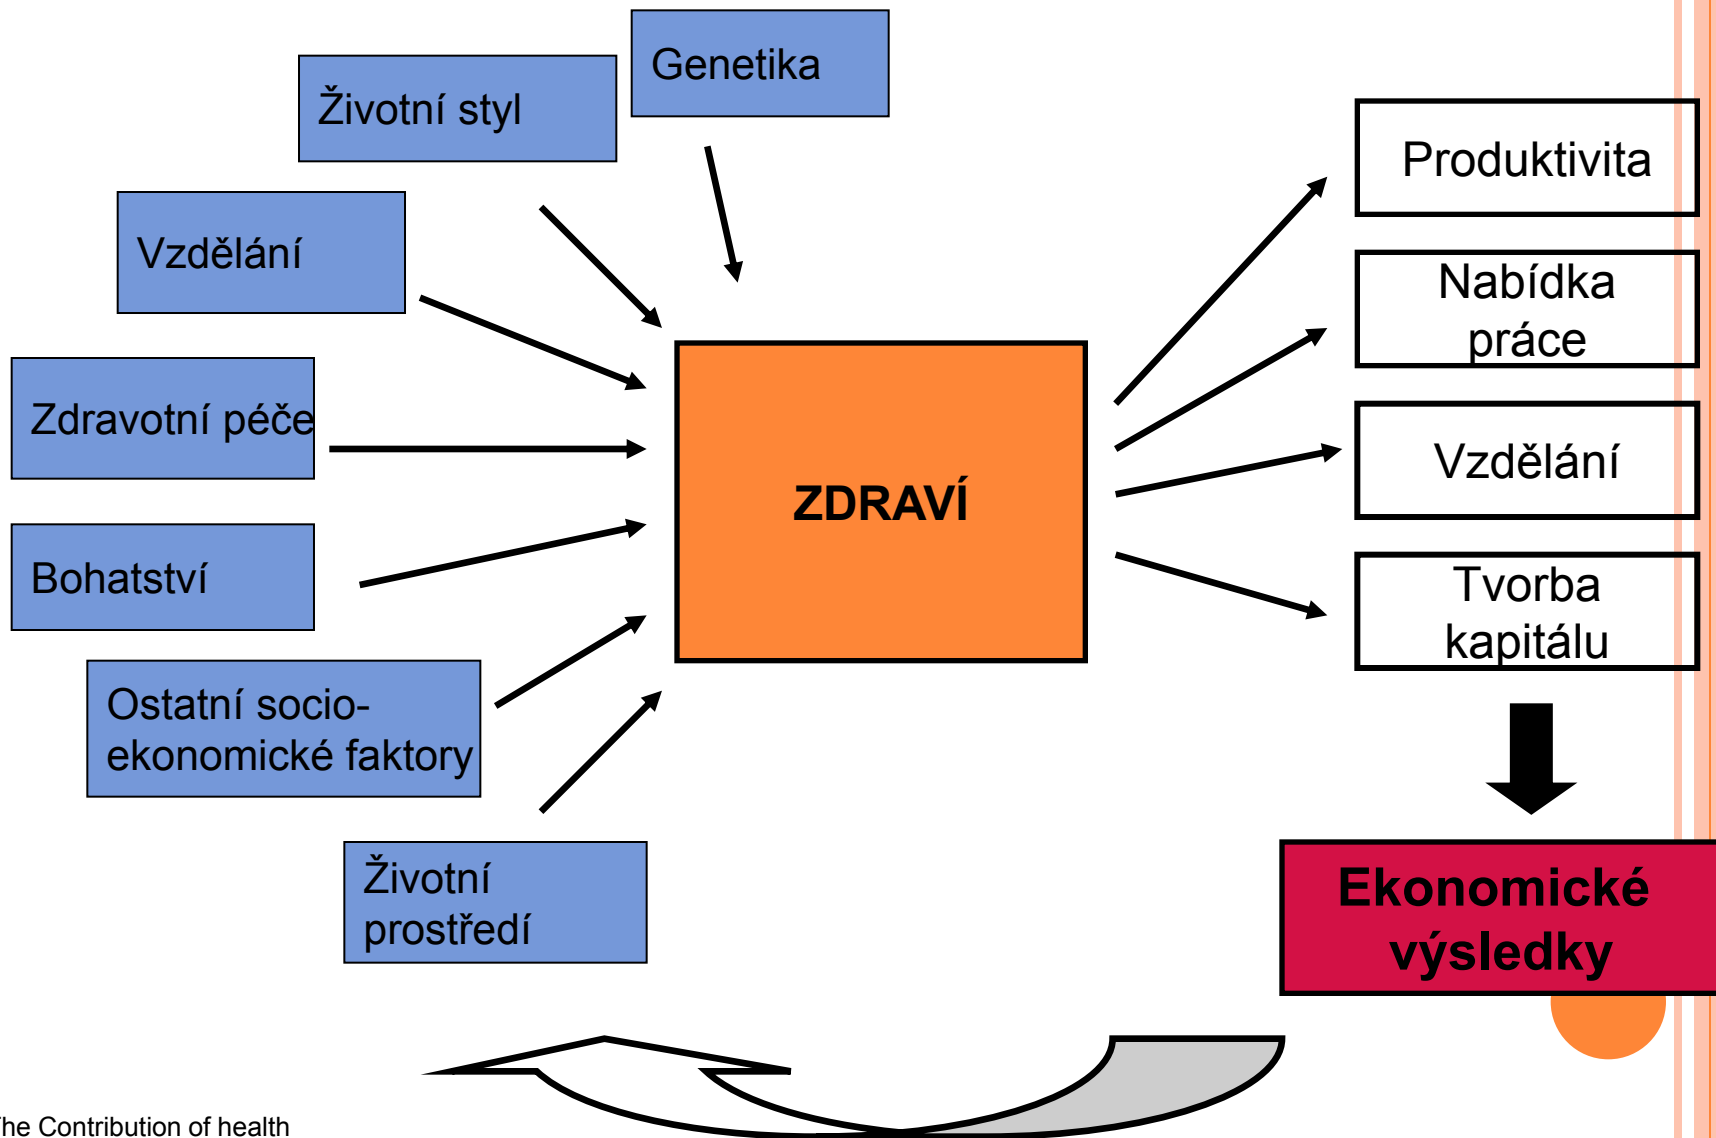 Genetika
Životní styl
Vzdělání
Zdravotní péče
Bohatství
Ostatní socio-
ekonomické faktory
Životní
prostředí
ZDRAVÍ
Produktivita
Nabídka
práce
Vzdělání
Tvorba
kapitálu
Ekonomické
výsledky
The Contribution of health